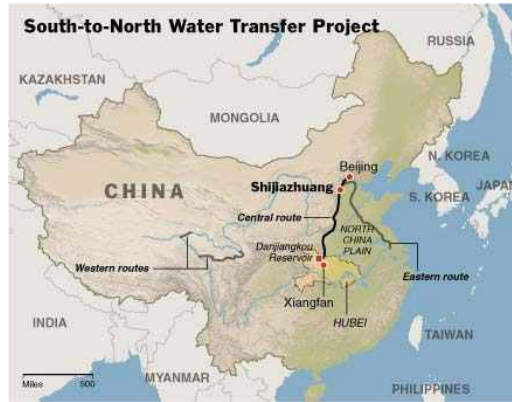 South-to-North Water Transfer Project
RUSSIA
KAZAKHSTAN
MONGOLIA
N. KOREA
Beijing
CHINA
Shijiazhuang
S. KOREA
JAPA
Central route
NORTH
CHINA
PLAIN
Danjiangkou
Reservoir
Western routes
Eastern route
Xiangfan
HUBEI
INDIA
TAIWAN
Miles
500
MYANMAR
PHILIPPINES